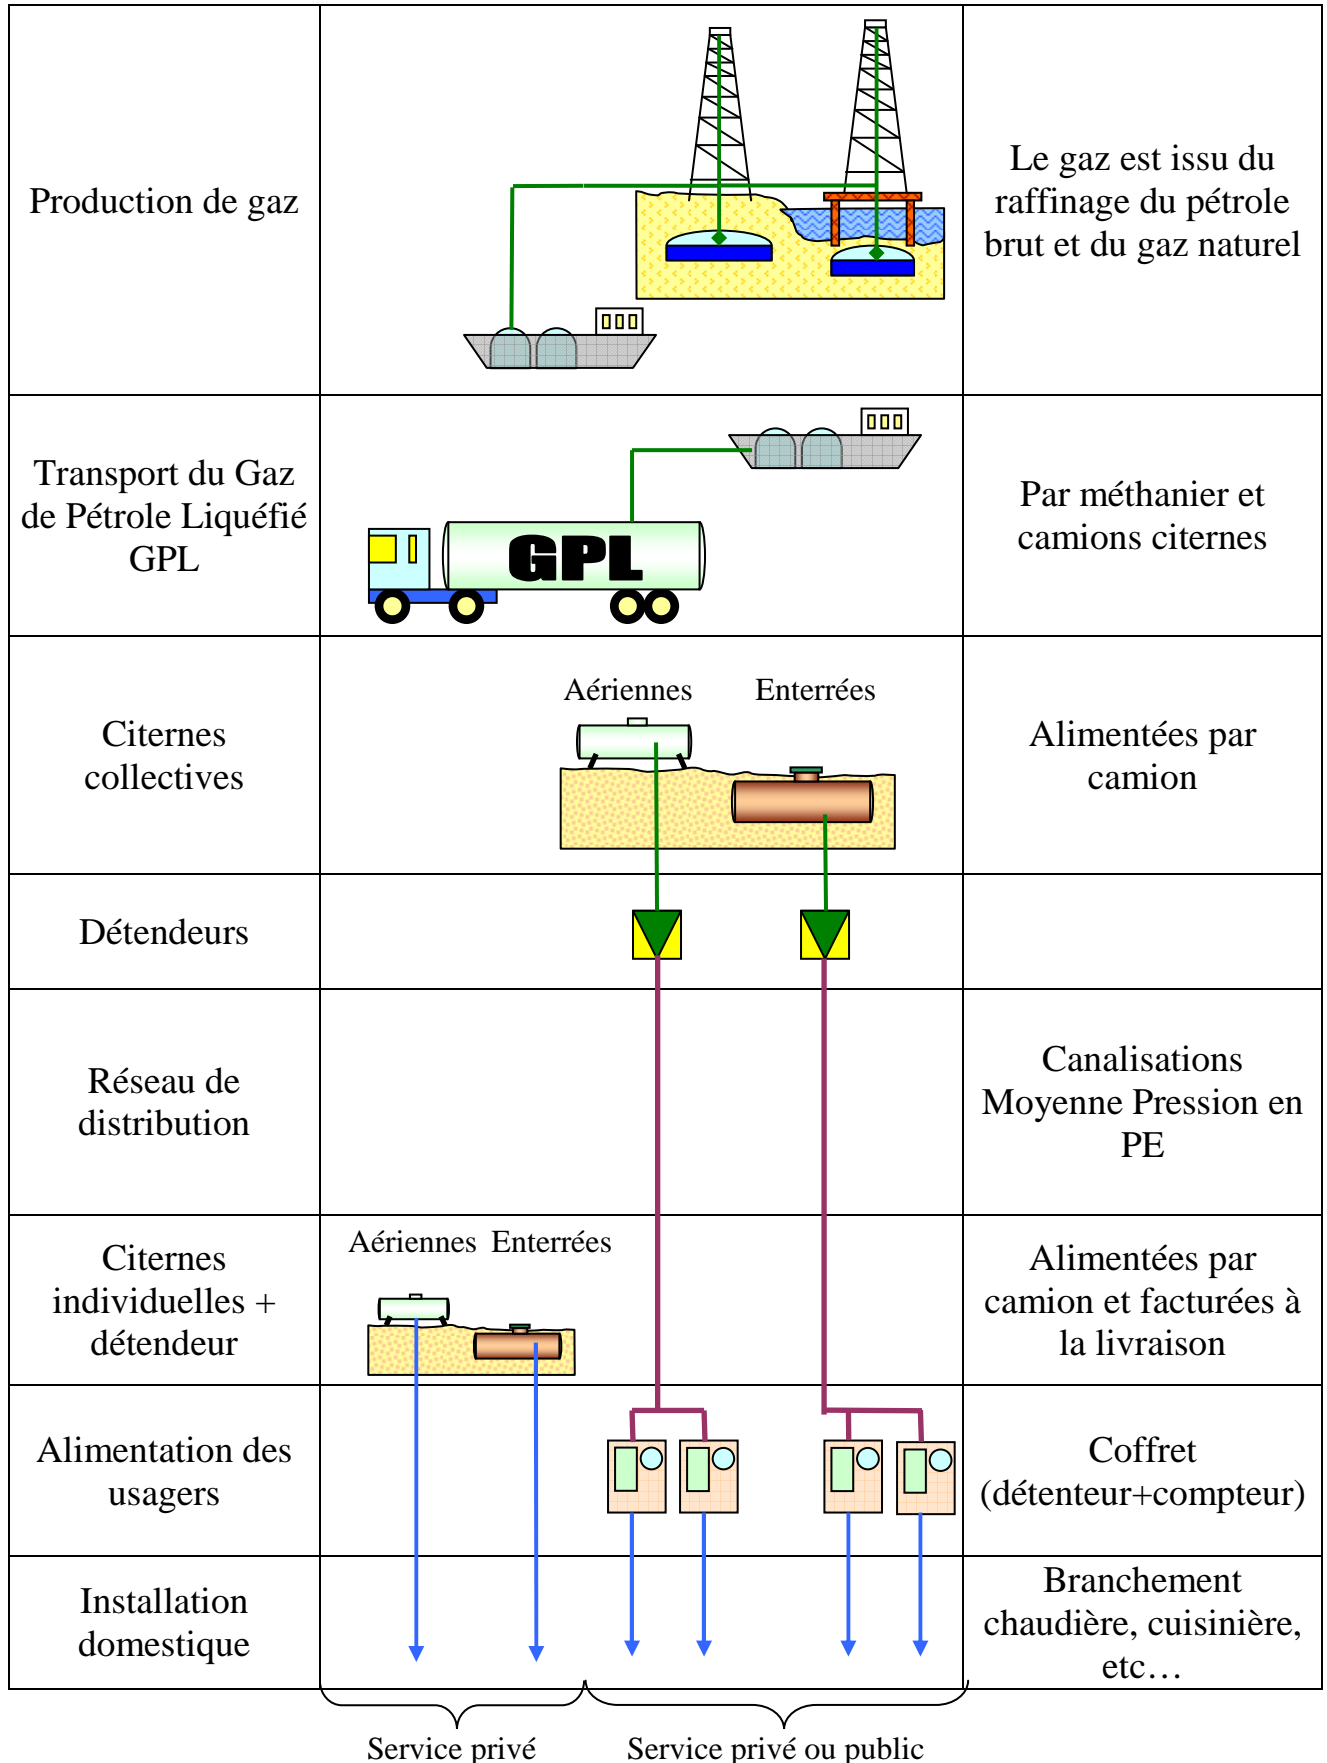 Production de gaz
Le gaz est issu du
raffinage du pétrole
brut et du gaz naturel
Transport du Gaz
de Pétrole Liquéfié
GPL
GPL
Par méthanier et
camions citernes
Citernes
collectives
Aériennes
Enterrées
Alimentées par
camion
Détendeurs
Réseau de
distribution
Canalisations
Moyenne Pression en
PE
Citernes
individuelles +
détendeur
Aériennes Enterrées
Alimentées par
camion et facturées à
la livraison
Alimentation des
usagers
Coffret
(détenteur+compteur)
Installation
domestique
Branchement
chaudière, cuisinière,
etc…
Service privé
Service privé ou public